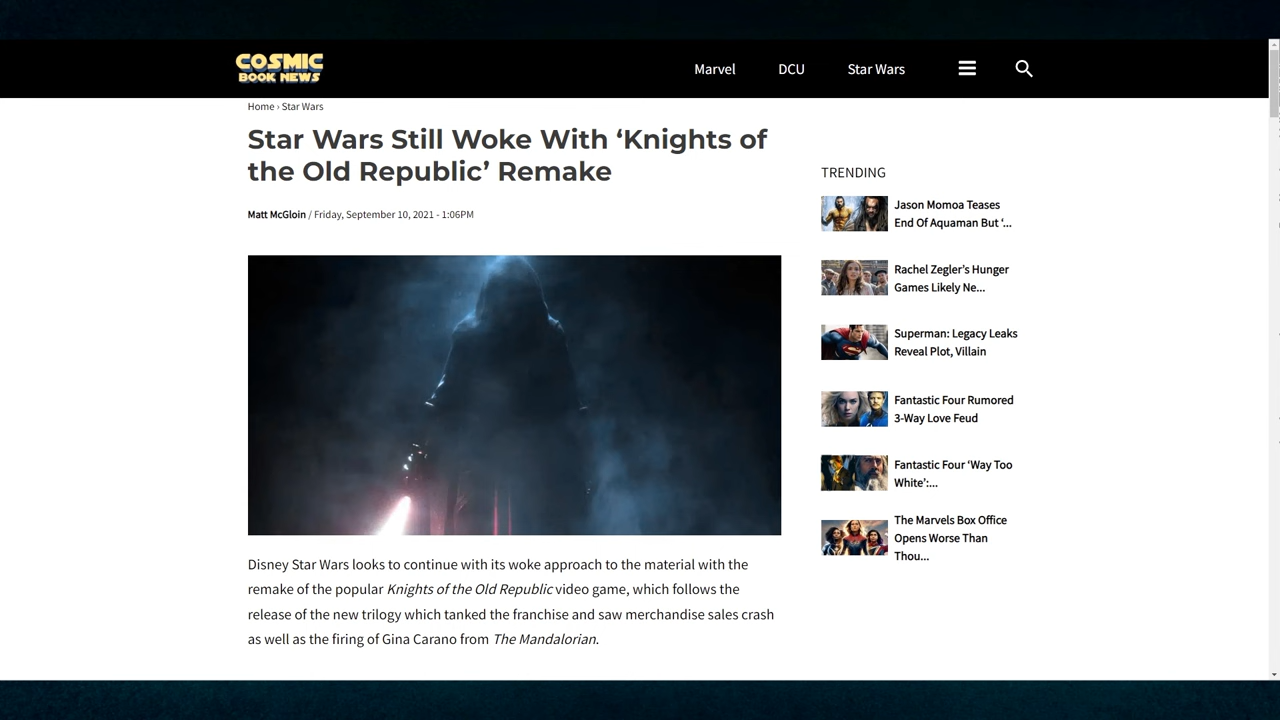 COSMIC
BOOK NEWS
Marvel
DCU
Star Wars
Home › Star Wars
Star Wars Still Woke With ‘Knights of
the Old Republic’ Remake
Matt McGloin / Friday, September 10, 2021 - 1:06PM
Disney Star Wars looks to continue with its woke approach to the material with the
remake of the popular Knights of the Old Republic video game, which follows the
release of the new trilogy which tanked the franchise and saw merchandise sales crash
as well as the firing of Gina Carano from The Mandalorian.
TRENDING
Jason Momoa Teases
End Of Aquaman But ‘...
Rachel Zegler’s Hunger
Games Likely Ne...
Superman: Legacy Leaks
Reveal Plot, Villain
Fantastic Four Rumored
3-Way Love Feud
Fantastic Four ‘Way Too
White’:...
The Marvels Box Office
Opens Worse Than
Thou...